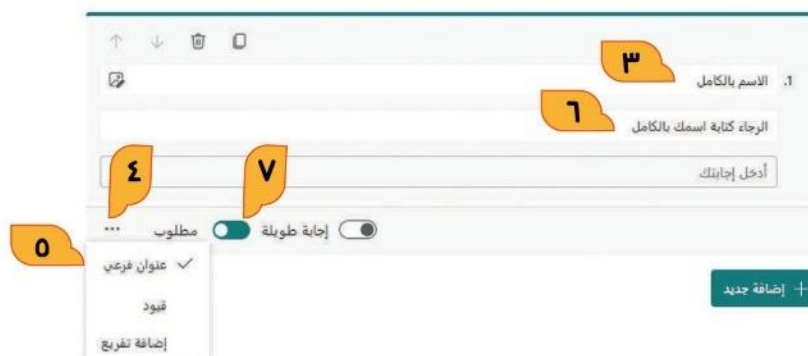 ٣
1. الاسم بالكامل
٦
الرجاء كتابة اسمك بالكامل
أدخل إجابتك
٤
٧
إجابة طويلة
مطلوب
...
٥
عنوان فرعي
قيود
إضافة تفريع
+ إضافة جديد